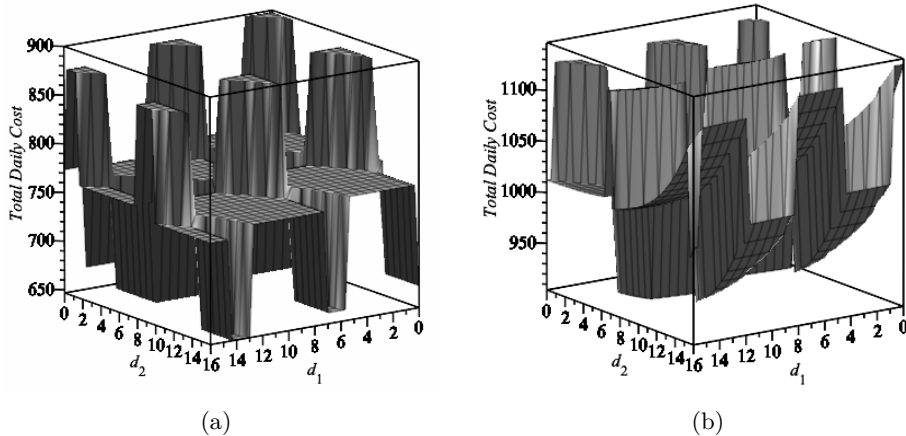 900
850
800
750
700
650
Total Daily Cost
0 2 4 6 8 10 12 14 16
d2
14 12 10 8 6 4 2 0
d1
(a)
1100
1050
1000
950
Total Daily Cost
0 2 4 6 8 10 12 14 16
d2
14 12 10 8 6 4 2 0
d1
(b)